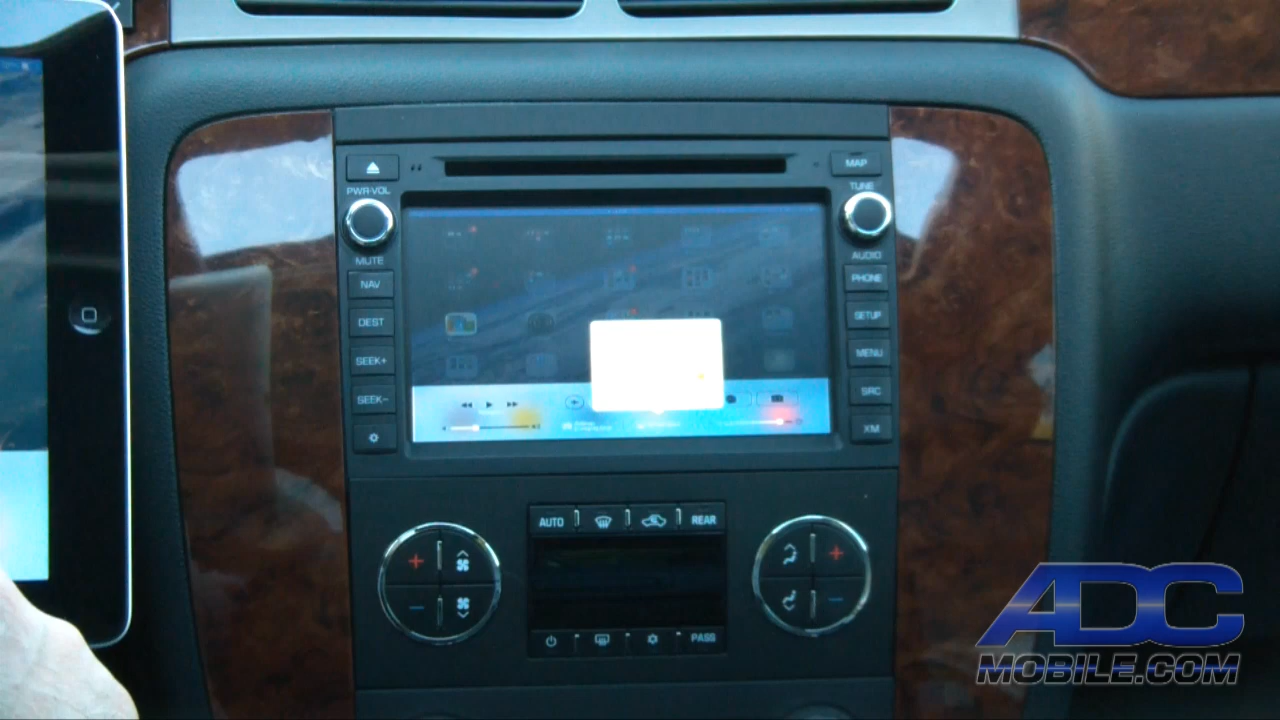 MAP
PWR·VOL
TUNE
MUTE
AUDIO
NAV
PHONE
DEST
SETUP
SEEK+
MENU
SEEK-
SRC
XM
AUTO
REAR
PASS
ADC
MOBILE.COM